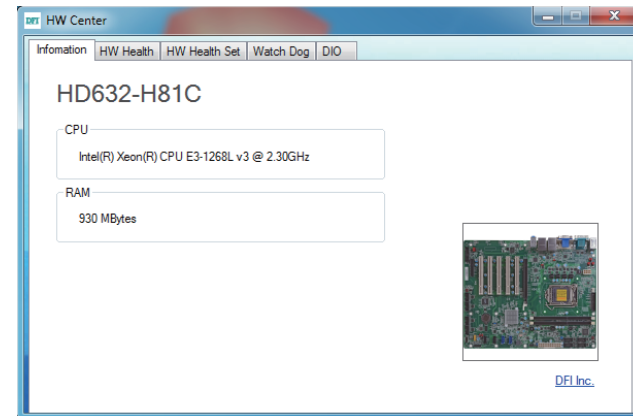 DFI HW Center
Infomation HW Health HW Health Set Watch Dog DIO
HD632-H81C
CPU
Intel(R) Xeon(R) CPU E3-1268L v3 @ 2.30GHz
RAM
930 MBytes
DFI Inc.